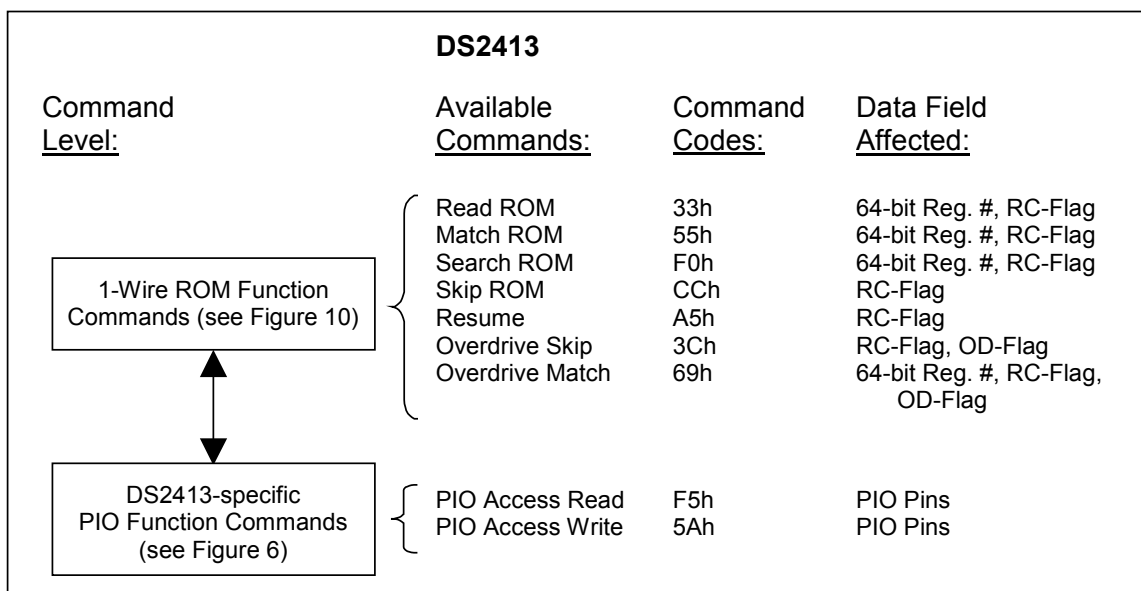 DS2413
Command Level:
Available Commands:
Command Codes:
Data Field Affected:
1-Wire ROM Function
Commands (see Figure 10)
Read ROM 33h 64-bit Reg. #, RC-Flag
Match ROM 55h 64-bit Reg. #, RC-Flag
Search ROM F0h 64-bit Reg. #, RC-Flag
Skip ROM CCh RC-Flag
Resume A5h RC-Flag
Overdrive Skip 3Ch RC-Flag, OD-Flag
Overdrive Match 69h 64-bit Reg. #, RC-Flag,
OD-Flag
DS2413-specific
PIO Function Commands
(see Figure 6)
PIO Access Read F5h PIO Pins
PIO Access Write 5Ah PIO Pins